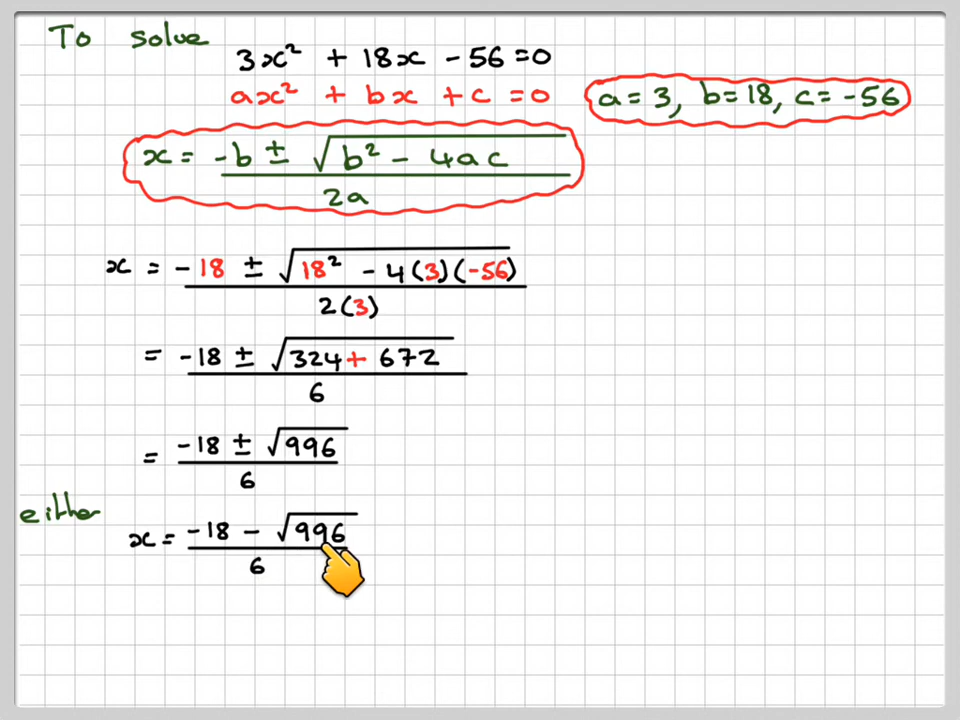 To solve
3x² + 18x - 56 = 0
ax² + bx + c = 0
a = 3, b = 18, c = -56
x = (-b ± √(b² - 4ac)) / 2a
x = (-18 ± √(18² - 4(3)(-56))) / 2(3)
= (-18 ± √(324 + 672)) / 6
= (-18 ± √996) / 6
either
x = (-18 - √996) / 6